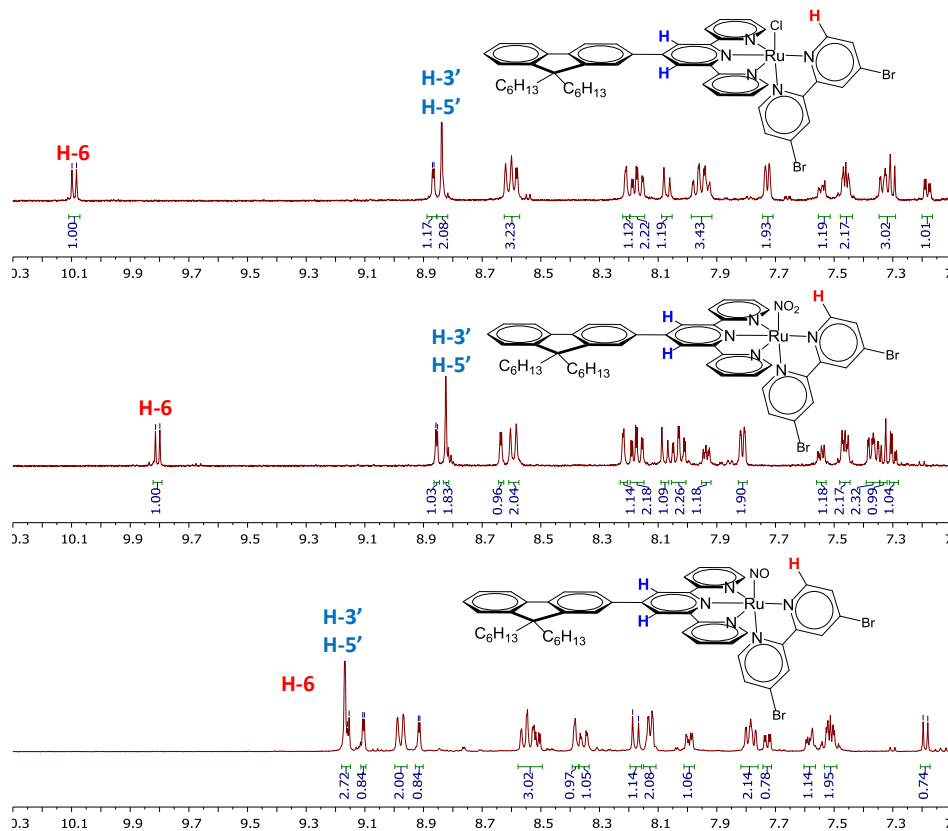 H
Cl
H
N
N
Ru
N
Br
H
N
N
C6H13
C6H13
Br
H-3’
H-5’
H-6
1.00
1.17
2.08
3.23
1.12
2.22
1.19
3.43
1.93
1.19
2.17
3.02
1.01
0.3 10.1 9.9 9.7 9.5 9.3 9.1 8.9 8.7 8.5 8.3 8.1 7.9 7.7 7.5 7.3 7
H
NO2
H
N
N
Ru
N
Br
H
N
N
C6H13
C6H13
Br
H-3’
H-5’
H-6
1.00
1.03
1.83
0.96
2.04
1.14
2.18
1.09
2.26
1.18
1.90
1.18
2.17
2.32
0.99
1.04
0.3 10.1 9.9 9.7 9.5 9.3 9.1 8.9 8.7 8.5 8.3 8.1 7.9 7.7 7.5 7.3 7
H
NO
H
N
N
Ru
N
Br
H
N
N
C6H13
C6H13
Br
H-3’
H-5’
H-6
2.72
0.84
2.00
0.84
3.02
0.97
1.05
1.14
2.08
1.06
2.14
0.78
1.14
1.95
0.74
0.3 10.1 9.9 9.7 9.5 9.3 9.1 8.9 8.7 8.5 8.3 8.1 7.9 7.7 7.5 7.3 7